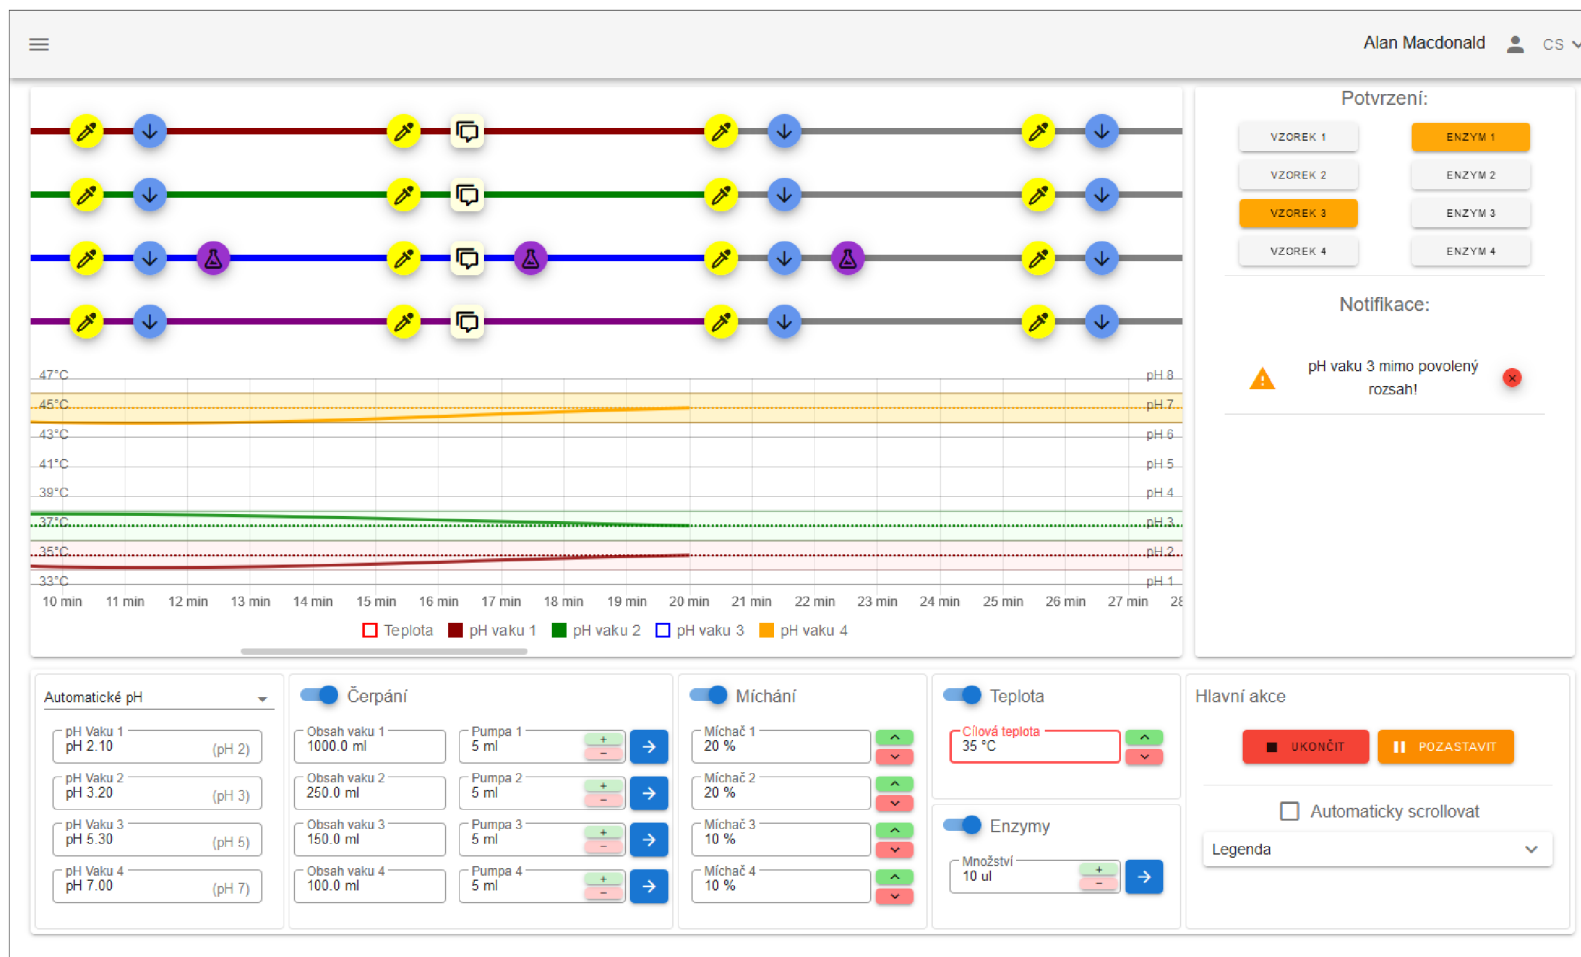 Alan Macdonald CS
Potvrzení:
VZOREK 1 ENZYM 1
VZOREK 2 ENZYM 2
VZOREK 3 ENZYM 3
VZOREK 4 ENZYM 4
Notifikace:
pH vaku 3 mimo povolený
rozsah!
47°C pH 8
45°C pH 7
43°C pH 6
41°C pH 5
39°C pH 4
37°C pH 3
35°C pH 2
33°C pH 1
10 min 11 min 12 min 13 min 14 min 15 min 16 min 17 min 18 min 19 min 20 min 21 min 22 min 23 min 24 min 25 min 26 min 27 min 28
Teplota pH vaku 1 pH vaku 2 pH vaku 3 pH vaku 4
Automatické pH
pH Vaku 1
pH 2.10 (pH 2)
pH Vaku 2
pH 3.20 (pH 3)
pH Vaku 3
pH 5.30 (pH 5)
pH Vaku 4
pH 7.00 (pH 7)
Čerpání
Obsah vaku 1 Pumpa 1
1000.0 ml 5 ml
Obsah vaku 2 Pumpa 2
250.0 ml 5 ml
Obsah vaku 3 Pumpa 3
150.0 ml 5 ml
Obsah vaku 4 Pumpa 4
100.0 ml 5 ml
Míchání
Míchač 1
20 %
Míchač 2
20 %
Míchač 3
10 %
Míchač 4
10 %
Teplota
Cílová teplota
35 °C
Enzymy
Množství
10 ul
Hlavní akce
UKONČIT POZASTAVIT
Automaticky scrollovat
Legenda